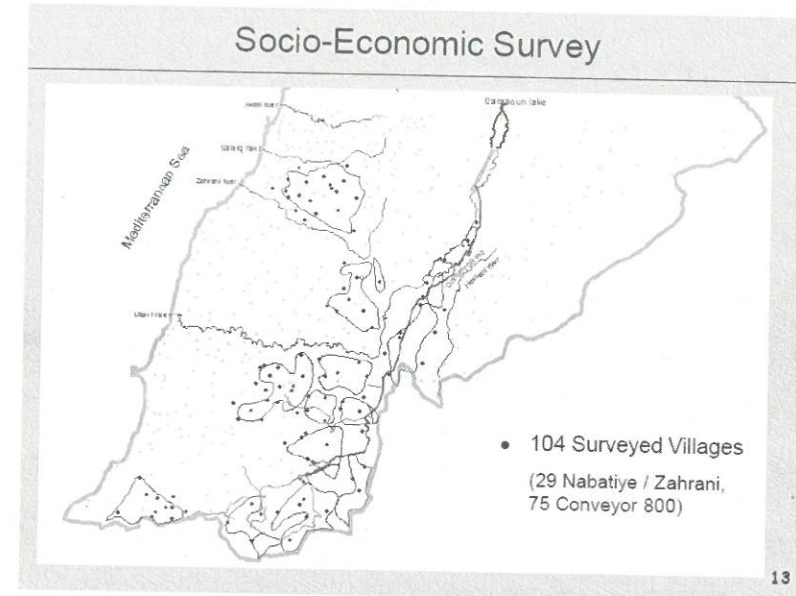 Socio-Economic Survey
Qaraoun lake
Zahrani river
Mediterranean Sea
• 104 Surveyed Villages
(29 Nabatiye / Zahrani,
75 Conveyor 800)
13